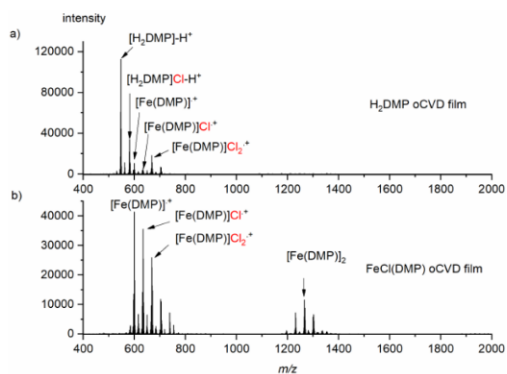 intensity
a)
[H₂DMP]-H⁺
120000
[H₂DMP]Cl-H⁺
80000
[Fe(DMP)]·⁺
H₂DMP oCVD film
[Fe(DMP)]Cl·⁺
40000
[Fe(DMP)]Cl₂·⁺
0
400 600 800 1000 1200 1400 1600 1800 2000
b)
[Fe(DMP)]·⁺
40000
[Fe(DMP)]Cl·⁺
30000
[Fe(DMP)]Cl₂·⁺
[Fe(DMP)]₂
FeCl(DMP) oCVD film
20000
10000
0
400 600 800 1000 1200 1400 1600 1800 2000
m/z